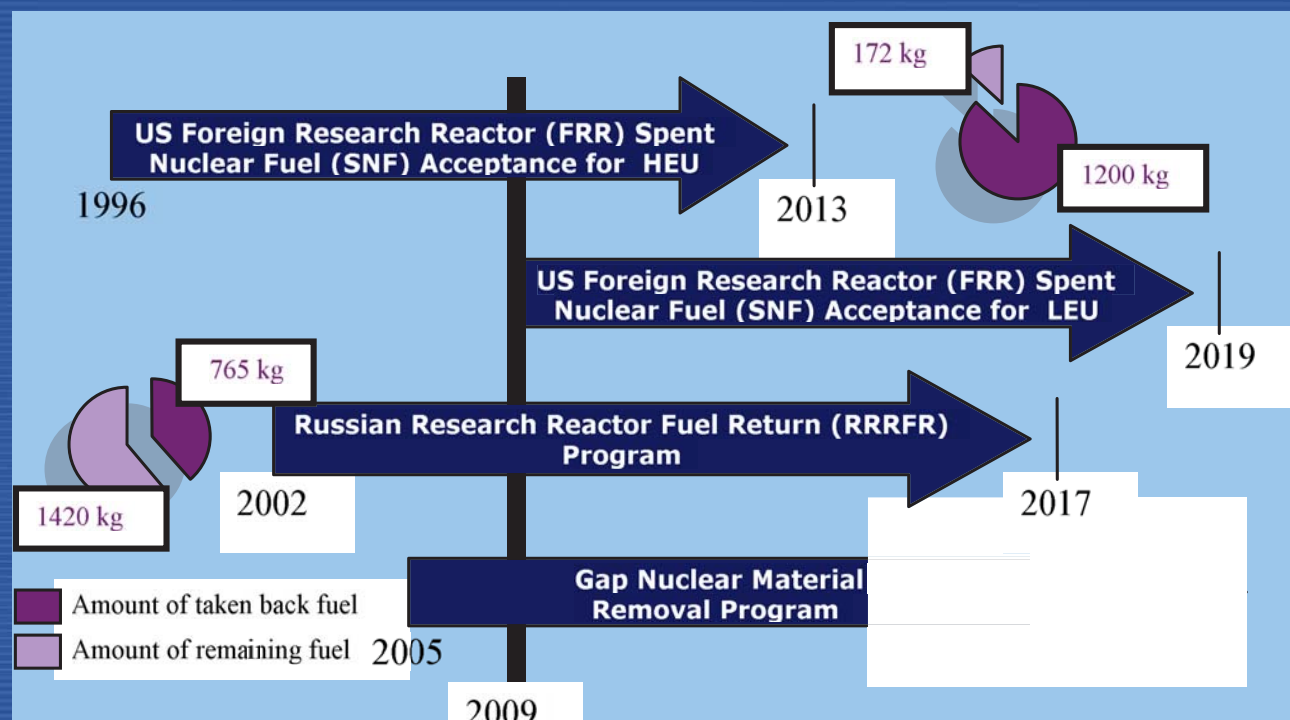 172 kg
US Foreign Research Reactor (FRR) Spent
Nuclear Fuel (SNF) Acceptance for HEU
1200 kg
1996
2013
US Foreign Research Reactor (FRR) Spent
Nuclear Fuel (SNF) Acceptance for LEU
2019
765 kg
Russian Research Reactor Fuel Return (RRRFR)
Program
1420 kg
2002
2017
Gap Nuclear Material
Removal Program
Amount of taken back fuel
Amount of remaining fuel
2005
2009